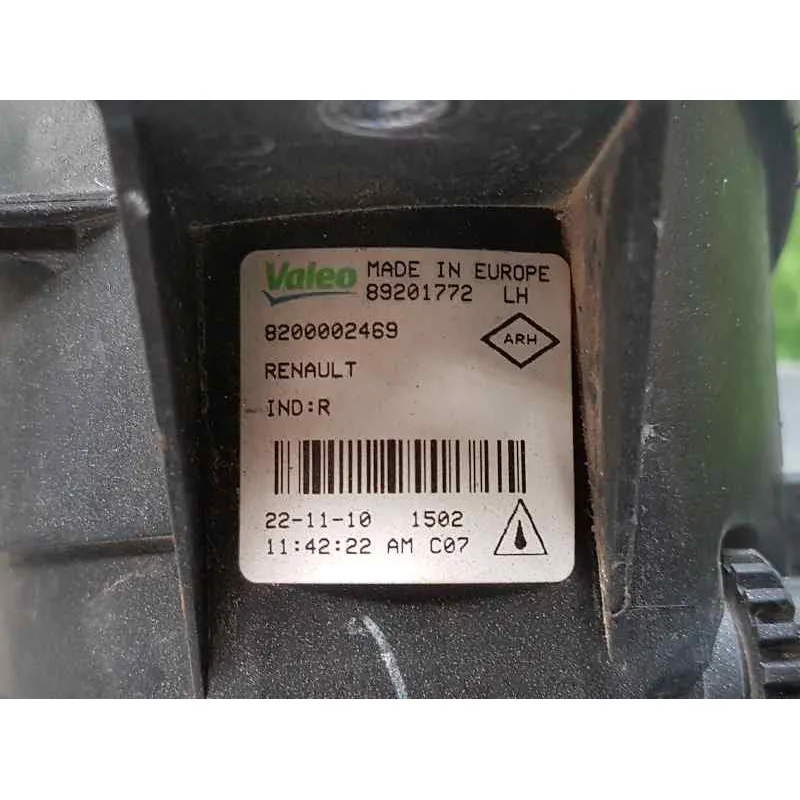 Valeo MADE IN EUROPE
89201772 LH
8200002469
ARH
RENAULT
IND:R
22-11-10 1502
11:42:22 AM C07